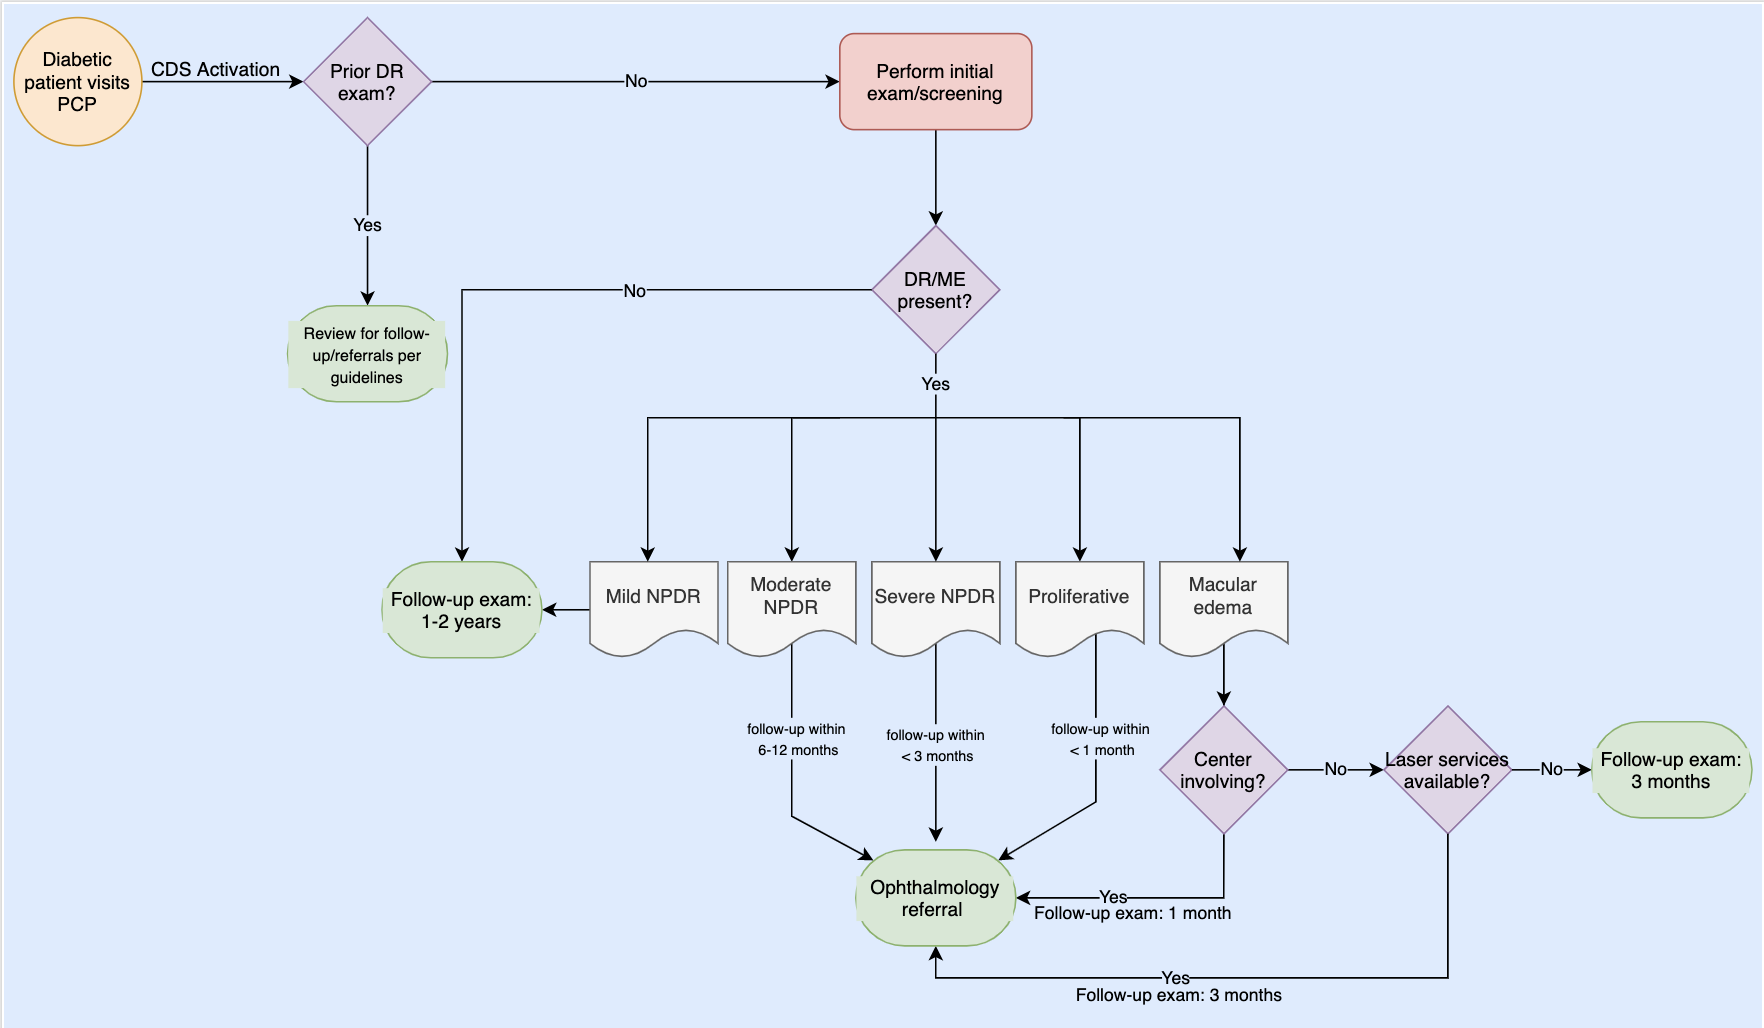 Diabetic
patient visits
PCP
CDS Activation
Prior DR
exam?
No
Perform initial
exam/screening
Yes
Review for follow-
up/referrals per
guidelines
DR/ME
present?
No
Yes
Follow-up exam:
1-2 years
Mild NPDR
Moderate
NPDR
Severe NPDR
Proliferative
Macular
edema
follow-up within
6-12 months
follow-up within
< 3 months
follow-up within
< 1 month
Center
involving?
No
Laser services
available?
No
Follow-up exam:
3 months
Ophthalmology
referral
Yes
Follow-up exam: 1 month
Yes
Follow-up exam: 3 months